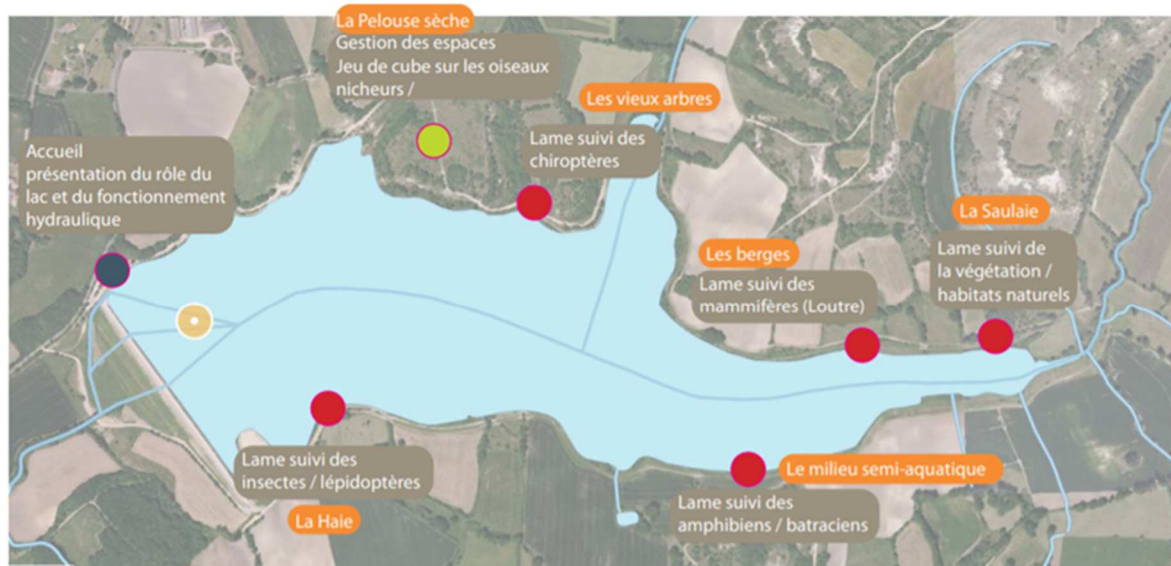 La Pelouse sèche
Gestion des espaces
Jeu de cube sur les oiseaux
nicheurs /
Les vieux arbres
Lame suivi des
chiroptères
Accueil
présentation du rôle du
lac et du fonctionnement
hydraulique
La Saulaie
Lame suivi de
la végétation /
habitats naturels
Les berges
Lame suivi des
mammifères (Loutre)
Lame suivi des
insectes / lépidoptères
La Haie
Le milieu semi-aquatique
Lame suivi des
amphibiens / batraciens